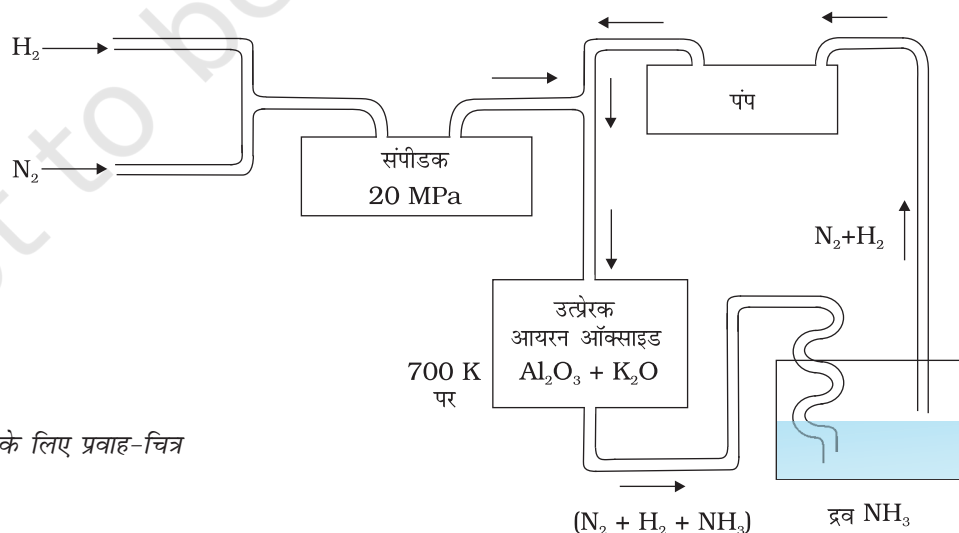 H₂
N₂
संपीडक
20 MPa
पंप
N₂+H₂
उत्प्रेरक
आयरन ऑक्साइड
Al₂O₃ + K₂O
700 K
पर
के लिए प्रवाह-चित्र
(N₂ + H₂ + NH₃)
द्रव NH₃